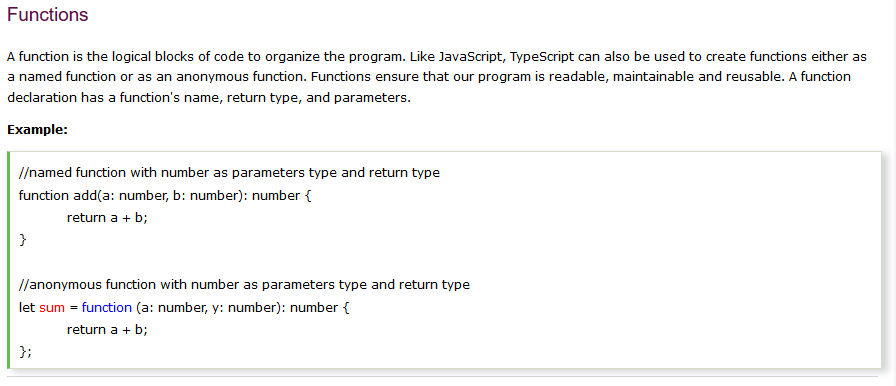 Functions
A function is the logical blocks of code to organize the program. Like JavaScript, TypeScript can also be used to create functions either as
a named function or as an anonymous function. Functions ensure that our program is readable, maintainable and reusable. A function
declaration has a function's name, return type, and parameters.
Example:
//named function with number as parameters type and return type
function add(a: number, b: number): number {
return a + b;
}
//anonymous function with number as parameters type and return type
let sum = function (a: number, y: number): number {
return a + b;
};